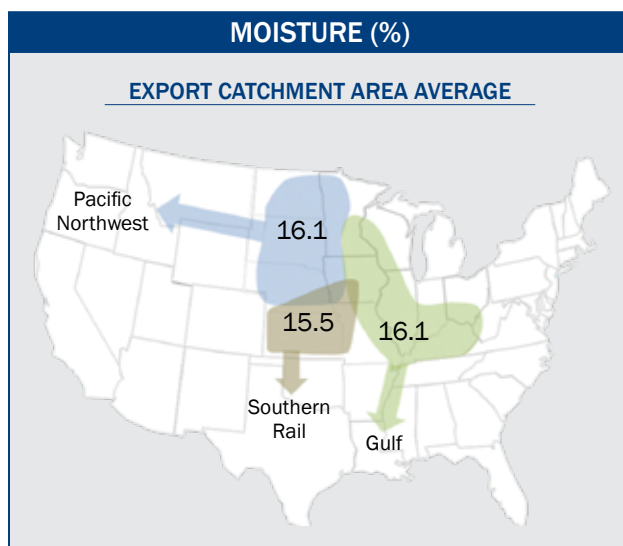 MOISTURE (%)
EXPORT CATCHMENT AREA AVERAGE
Pacific
Northwest
16.1
15.5
16.1
Southern
Rail
Gulf